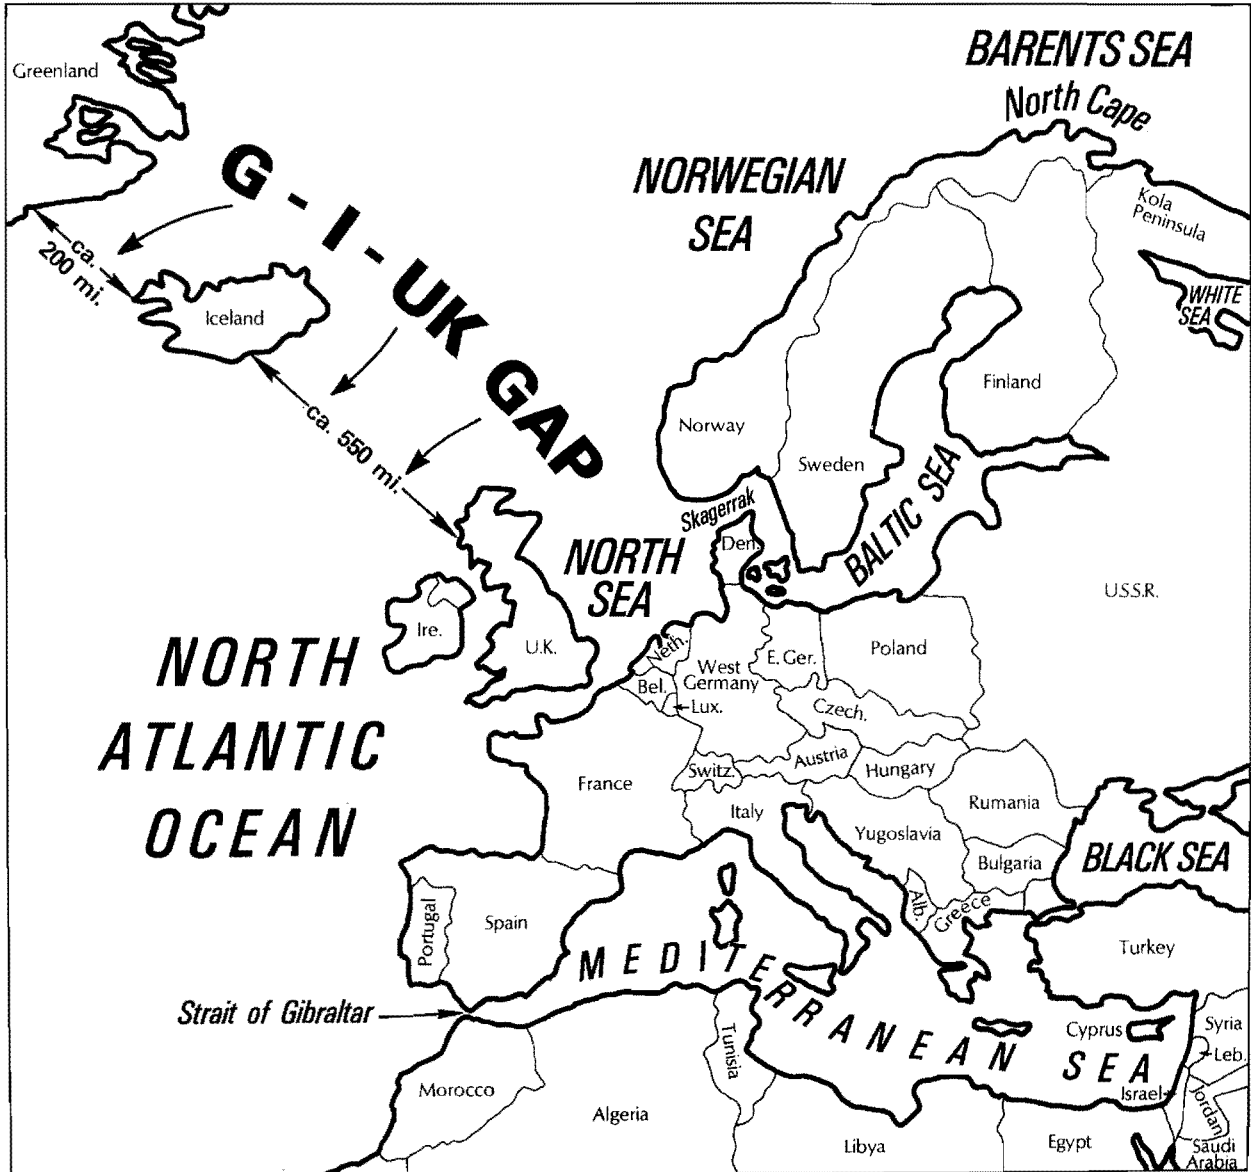 BARENTS SEA
North Cape
Greenland
G - I - UK GAP
NORWEGIAN
SEA
Kola
Peninsula
ca.
200 mi.
WHITE
SEA
Iceland
Finland
ca. 550 mi.
Norway
Sweden
BALTIC SEA
Skagerrak
Den.
NORTH
SEA
U.S.S.R.
Ire.
U.K.
Neth.
NORTH
ATLANTIC
OCEAN
Bel.
Lux.
West
Germany
E. Ger.
Poland
Czech.
France
Switz.
Austria
Hungary
Italy
Rumania
Yugoslavia
Bulgaria
BLACK SEA
Alb.
Greece
Portugal
Spain
Turkey
MEDITERRANEAN SEA
Strait of Gibraltar
Cyprus
Syria
Leb.
Israel
Jordan
Tunisia
Morocco
Algeria
Libya
Egypt
Saudi
Arabia